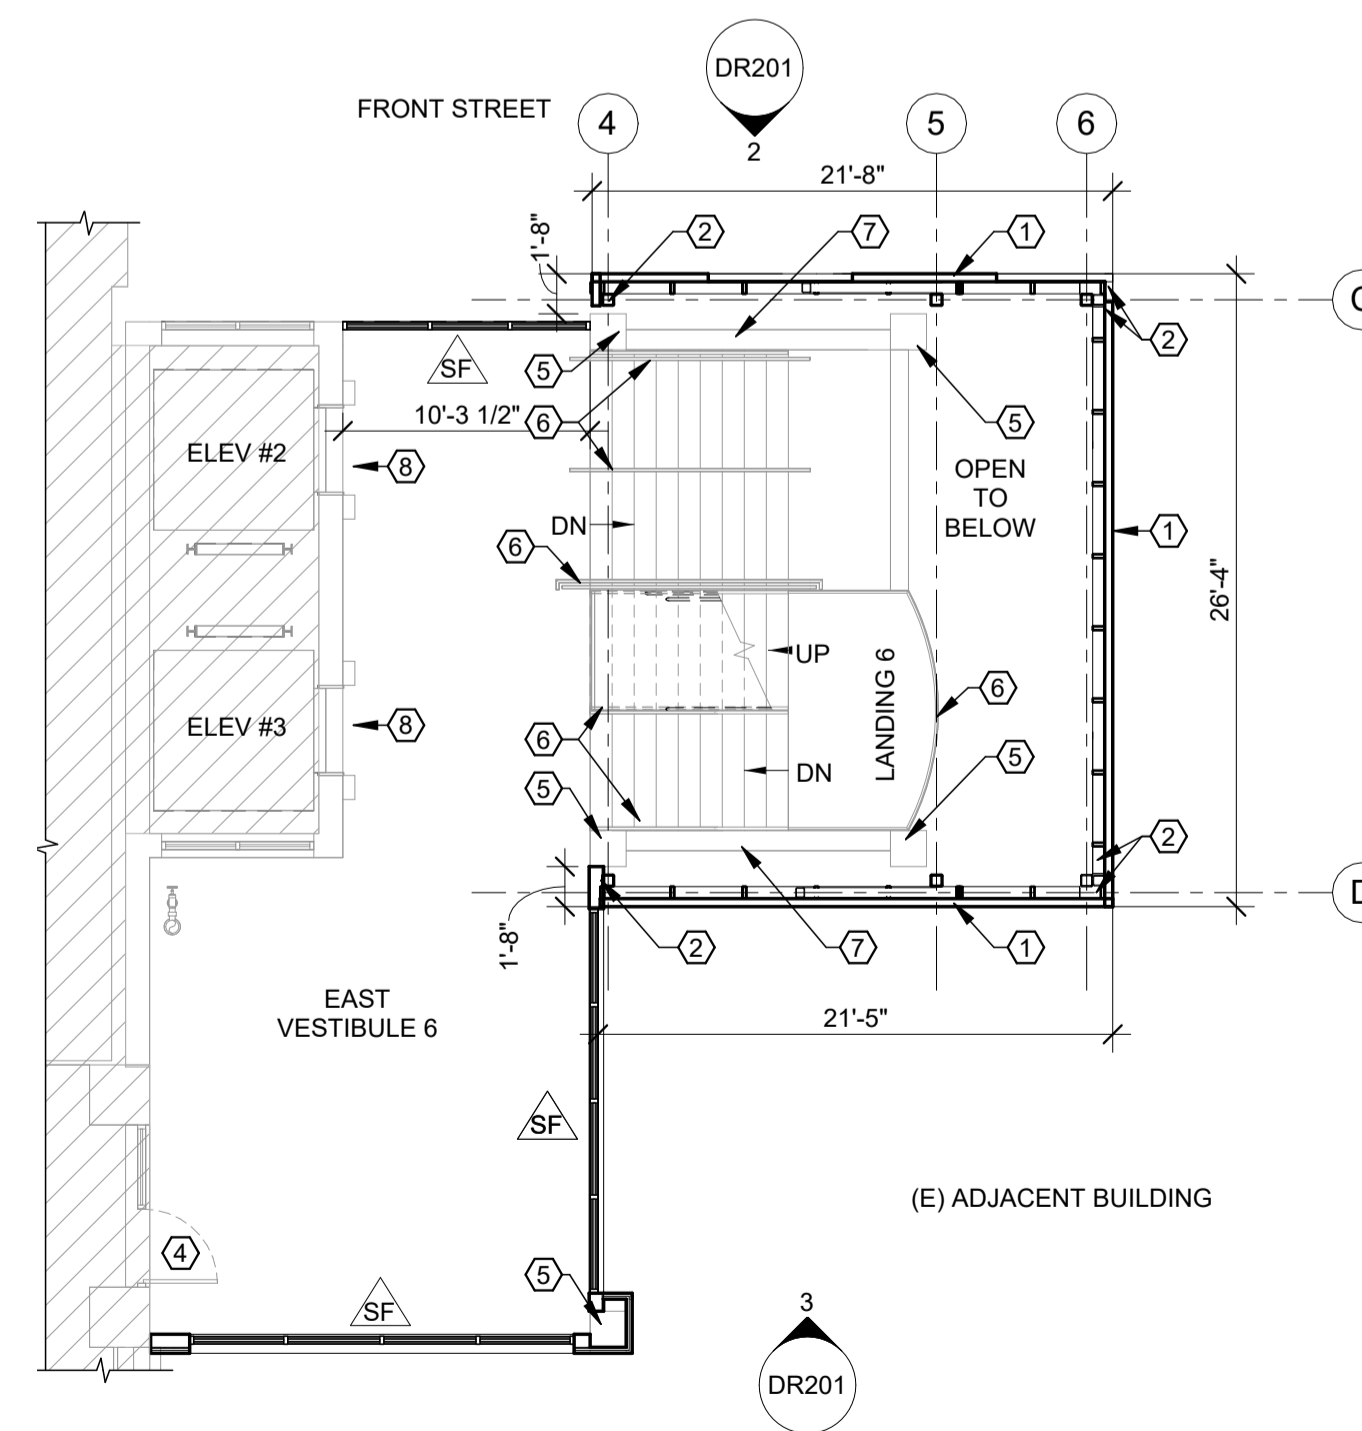 DR201
FRONT STREET
4
5
6
2
21'-8"
1'-8"
2
7
1
C
2
SF
5
10'-3 1/2"
6
5
ELEV #2
8
OPEN
TO
BELOW
DN
1
6
26'-4"
UP
LANDING 6
6
ELEV #3
8
6
DN
5
5
2
D
1'-8"
2
7
1
EAST
VESTIBULE 6
21'-5"
SF
(E) ADJACENT BUILDING
4
5
SF
3
DR201